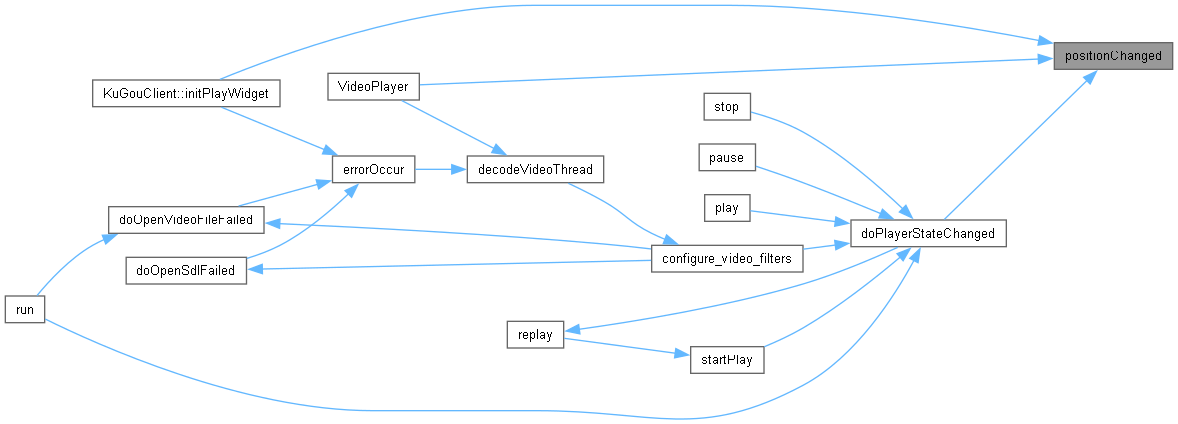 positionChanged
KuGouClient::initPlayWidget
VideoPlayer
stop
pause
errorOccur
decodeVideoThread
play
doOpenVideoFileFailed
doPlayerStateChanged
configure_video_filters
doOpenSdlFailed
run
replay
startPlay